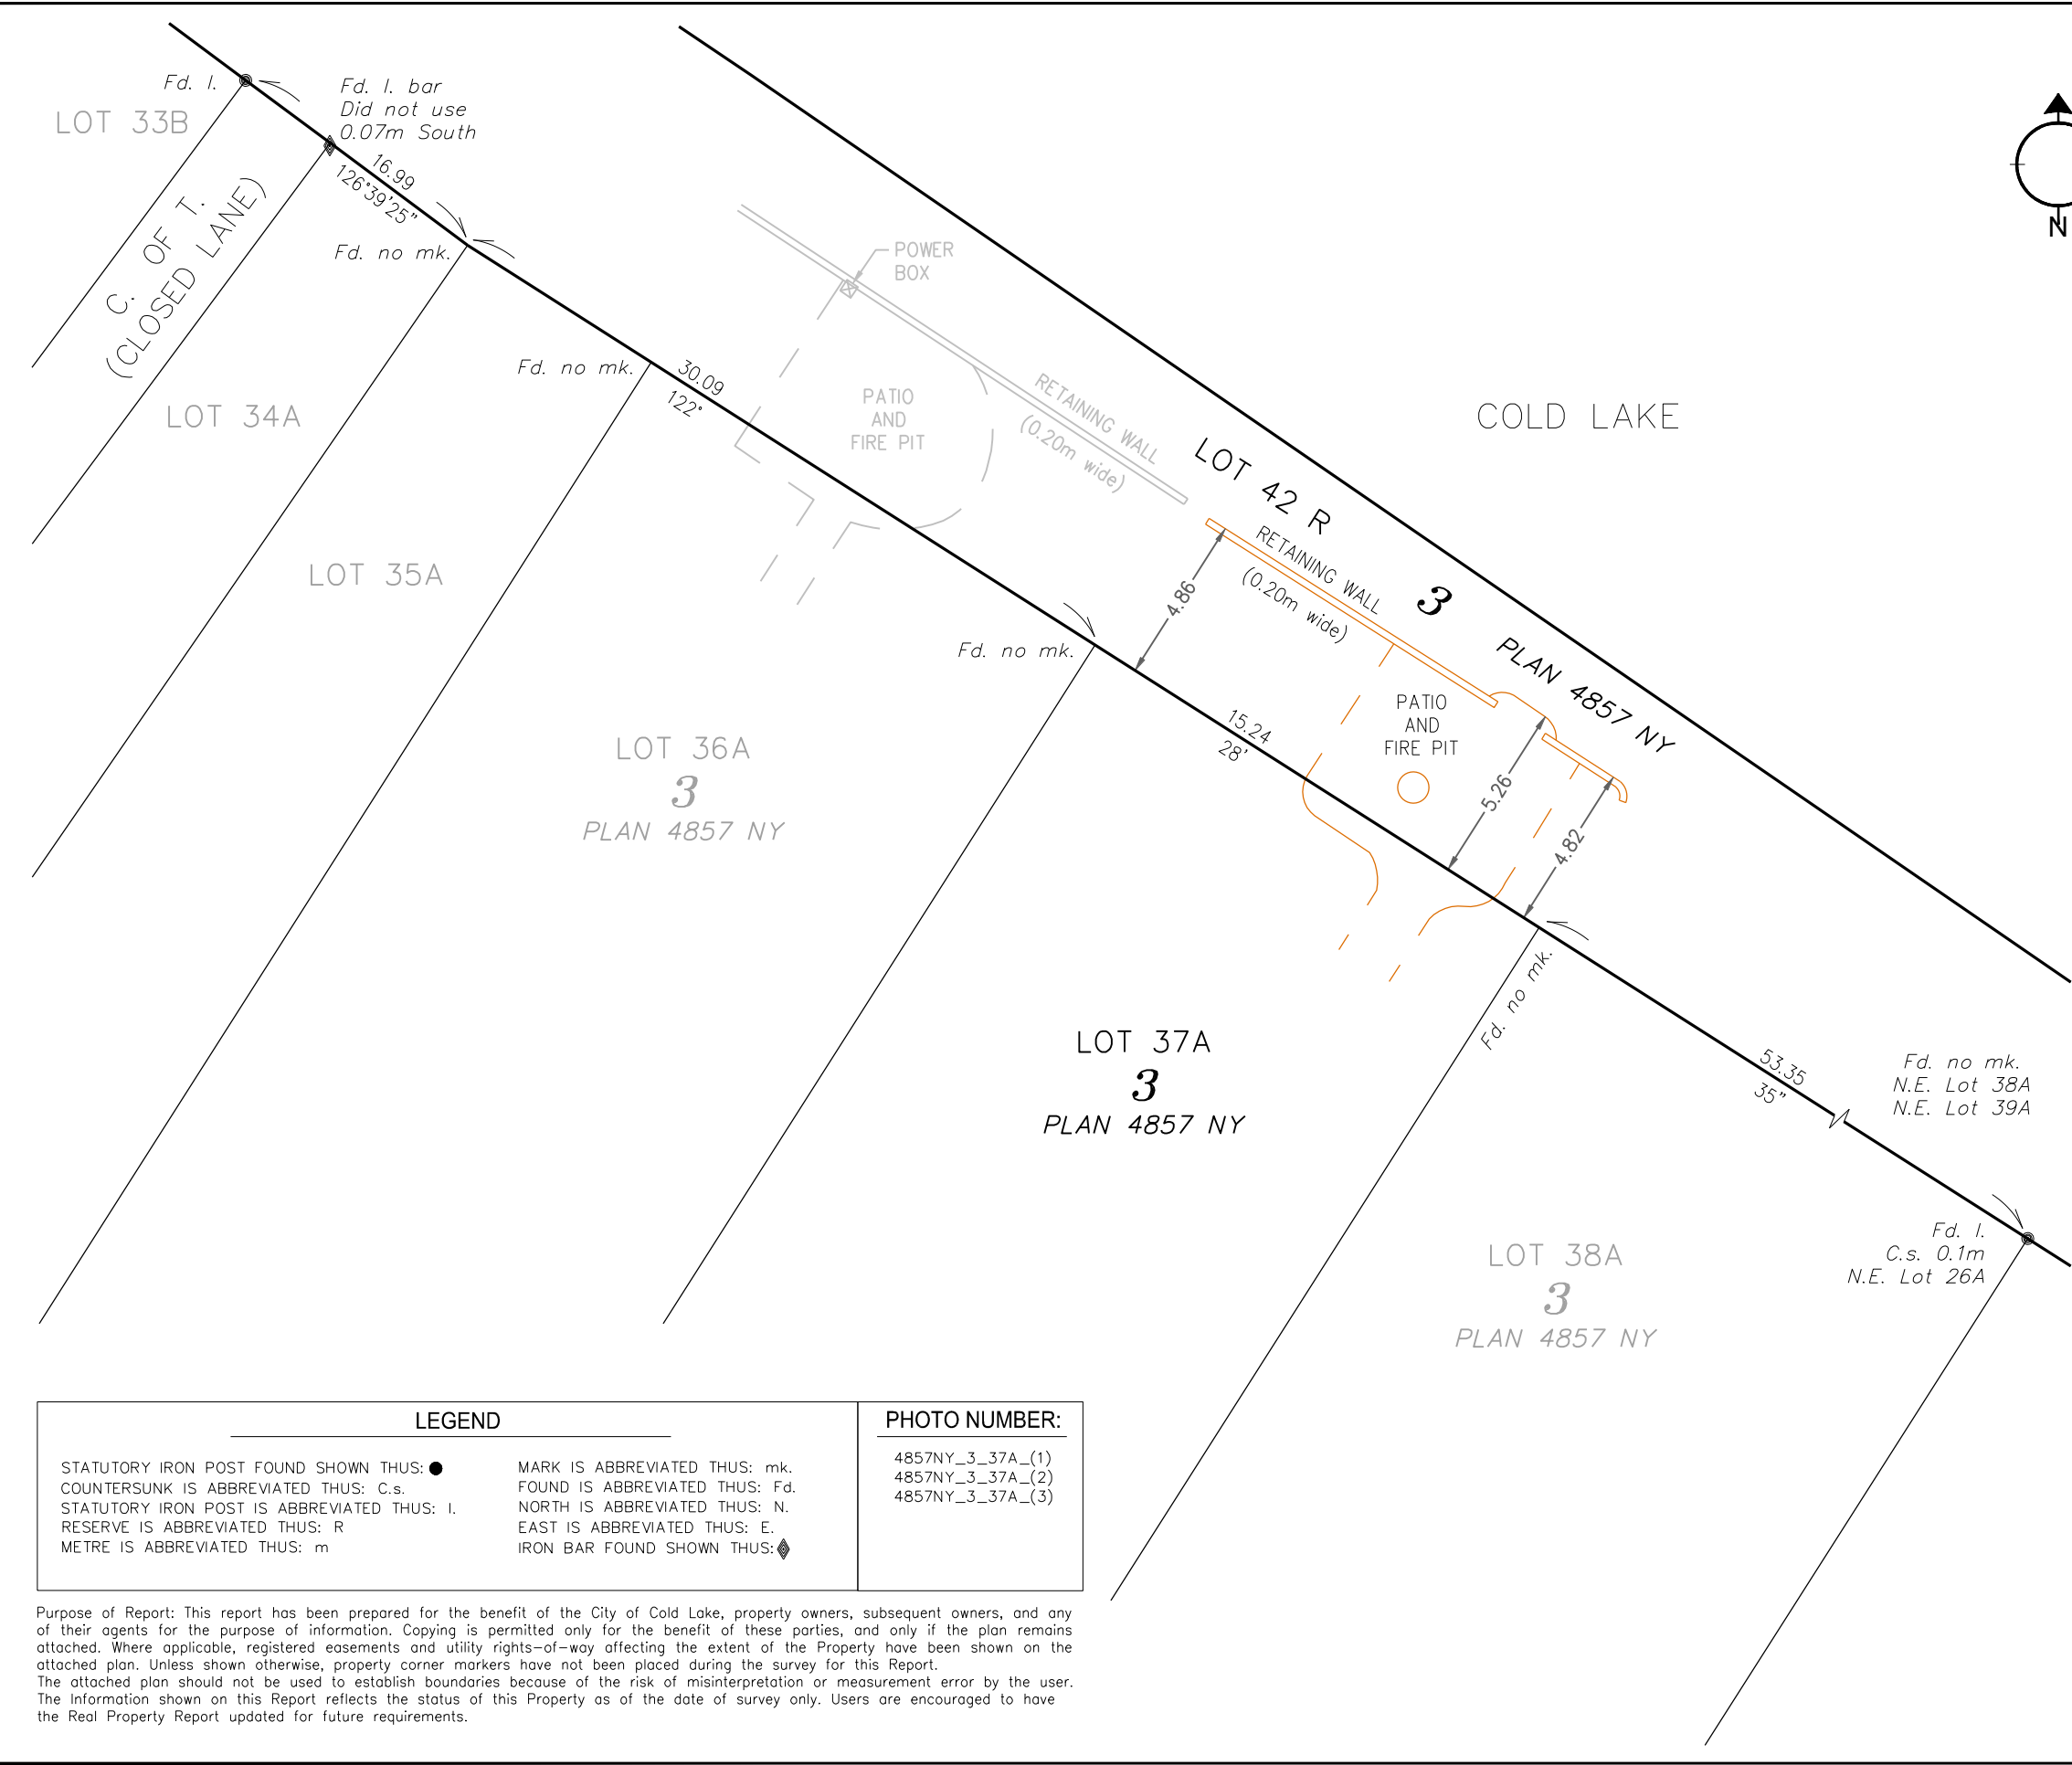 Fd. I.
LOT 33B
Fd. I. bar
Did not use
0.07m South
16.99
126°39'25"
C. OF T.
(CLOSED LANE)
Fd. no mk.
N
POWER
BOX
Fd. no mk.
30.09
122°
PATIO
AND
FIRE PIT
RETAINING WALL
(0.20m wide)
LOT 34A
COLD LAKE
LOT 42 R
3
PLAN 4857 NY
RETAINING WALL
(0.20m wide)
LOT 35A
4.86
Fd. no mk.
PATIO
AND
FIRE PIT
15.24
28'
5.26
4.82
LOT 36A
3
PLAN 4857 NY
Fd. no mk.
LOT 37A
3
PLAN 4857 NY
53.35
35"
Fd. no mk.
N.E. Lot 38A
N.E. Lot 39A
Fd. I.
C.s. 0.1m
N.E. Lot 26A
LOT 38A
3
PLAN 4857 NY
LEGEND
STATUTORY IRON POST FOUND SHOWN THUS:
COUNTERSUNK IS ABBREVIATED THUS: C.s.
STATUTORY IRON POST IS ABBREVIATED THUS: I.
RESERVE IS ABBREVIATED THUS: R
METRE IS ABBREVIATED THUS: m
MARK IS ABBREVIATED THUS: mk.
FOUND IS ABBREVIATED THUS: Fd.
NORTH IS ABBREVIATED THUS: N.
EAST IS ABBREVIATED THUS: E.
IRON BAR FOUND SHOWN THUS:
PHOTO NUMBER:
4857NY_3_37A_(1)
4857NY_3_37A_(2)
4857NY_3_37A_(3)
Purpose of Report: This report has been prepared for the benefit of the City of Cold Lake, property owners, subsequent owners, and any
of their agents for the purpose of information. Copying is permitted only for the benefit of these parties, and only if the plan remains
attached. Where applicable, registered easements and utility rights-of-way affecting the extent of the Property have been shown on the
attached plan. Unless shown otherwise, property corner markers have not been placed during the survey for this Report.
The attached plan should not be used to establish boundaries because of the risk of misinterpretation or measurement error by the user.
The Information shown on this Report reflects the status of this Property as of the date of survey only. Users are encouraged to have
the Real Property Report updated for future requirements.